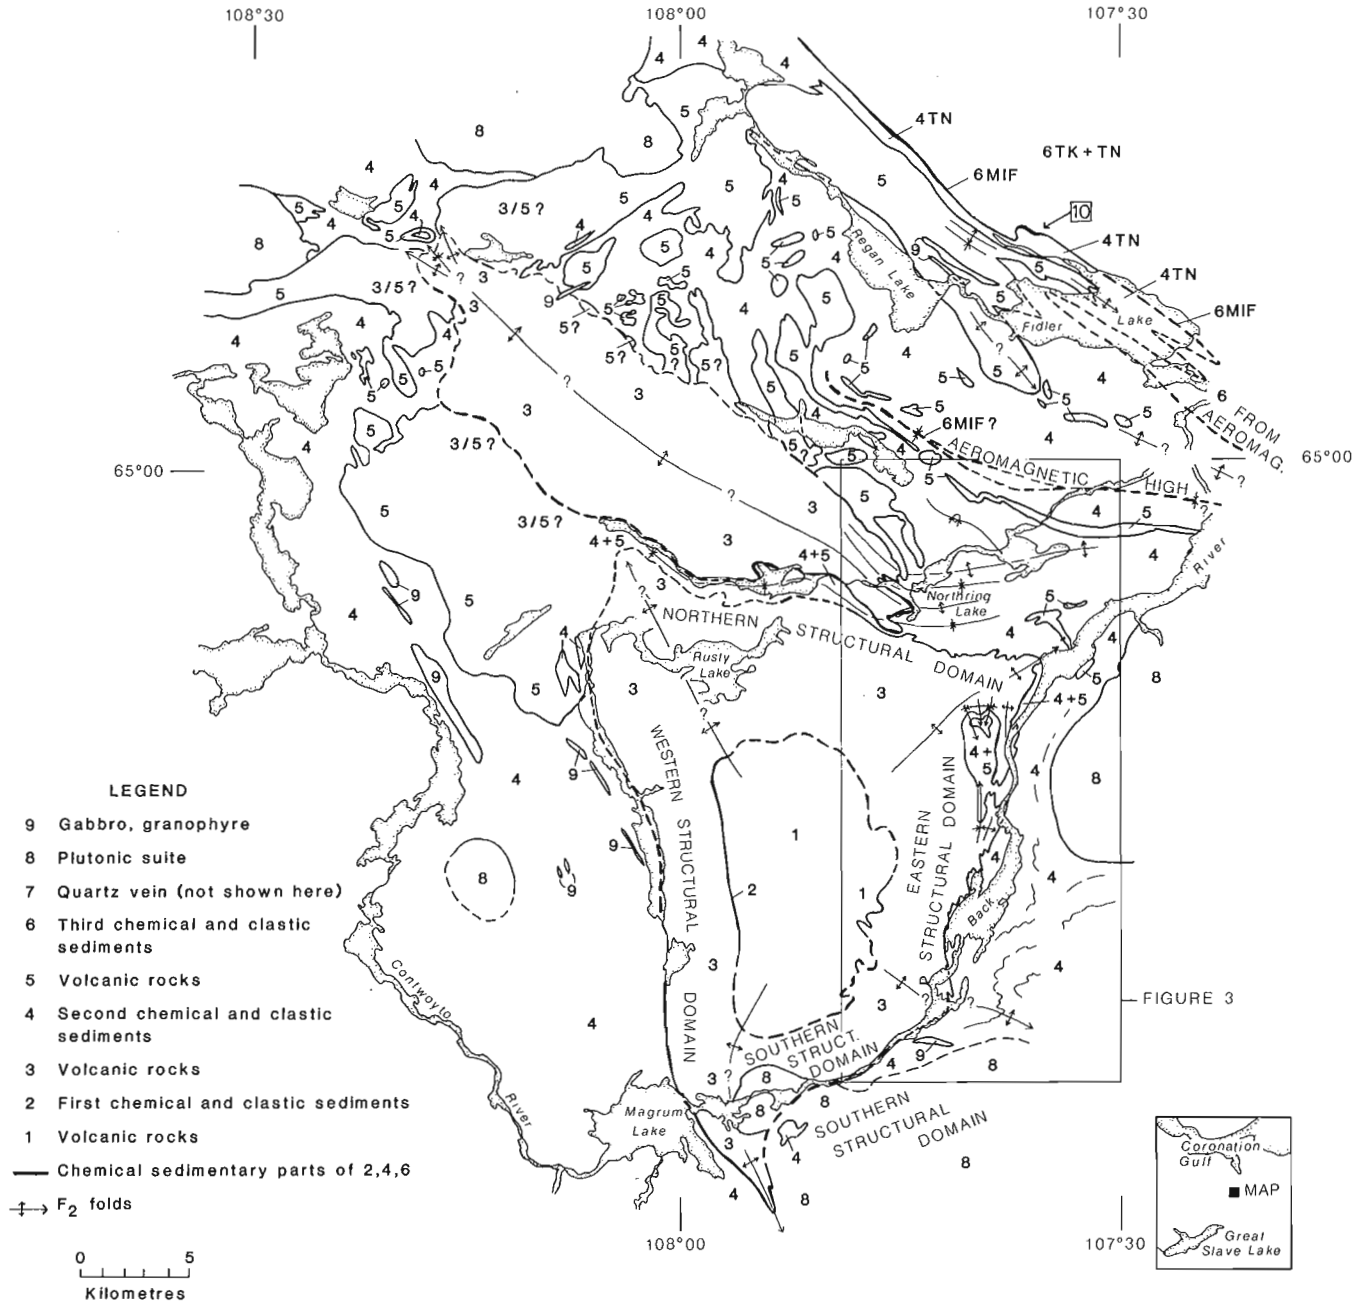 108°30
108°00
107°30
4
4
4
5
8
8
4TN
6TK+TN
4
4
5
5
6MIF
10
5
5
4
4
5
3/5?
4
5
4
4
5
5
4
4TN
8
5
3
5
5
9
5
4TN
5
3/5?
3
9
5
5
5
4
5
Regan Lake
5
6MIF
4
4
4
5?
5?
5
5?
5
4
Fidler
Lake
5
5
5
5
5
5
4
6
3
3
4
5
5
6MIF?
4
5
FROM
AEROMAG.
4
5
3/5?
5?
5
4
5
AEROMAGNETIC
HIGH
65°00
65°00
5
3/5?
3
3
5
4
5
4+5
4+5
4
River
9
5
3
Northring
Lake
5
4
NORTHERN STRUCTURAL DOMAIN
4
4
4
Rusty
Lake
5
8
9
5
3
3
4+5
4
WESTERN STRUCTURAL DOMAIN
9
4+
5
4
8
LEGEND
9 Gabbro, granophyre
8 Plutonic suite
7 Quartz vein (not shown here)
6 Third chemical and clastic
sediments
5 Volcanic rocks
4 Second chemical and clastic
sediments
3 Volcanic rocks
2 First chemical and clastic sediments
1 Volcanic rocks
Chemical sedimentary parts of 2,4,6
F2 folds
0 5
Kilometres
1
9
8
9
2
1
EASTERN
STRUCTURAL DOMAIN
4
4
Back
R
Contwoyto
River
3
3
4
4
SOUTHERN
STRUCT.
DOMAIN
9
4
8
FIGURE 3
3
8
8
8
Magrum
Lake
3
4
4
8
SOUTHERN
STRUCTURAL
DOMAIN
8
Coronation
Gulf
MAP
Great
Slave Lake
108°00
107°30